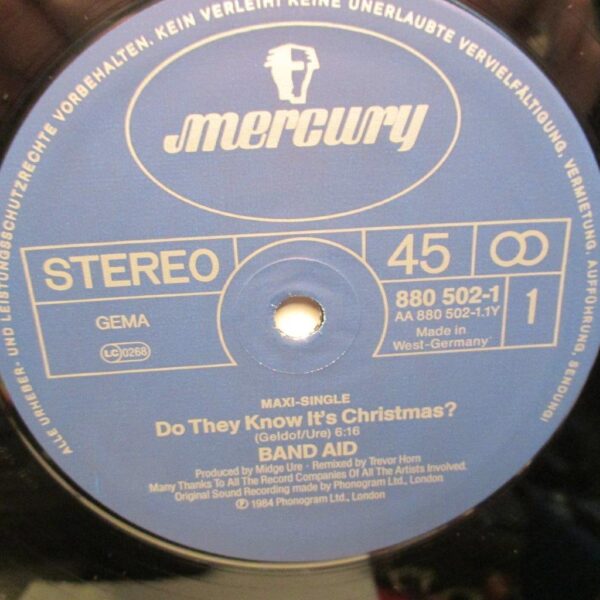 ALLE URHEBER- UND LEISTUNGSSCHUTZRECHTE VORBEHALTEN. KEIN VERLEIH! KEINE UNERLAUBTE VERVIELFÄLTIGUNG, VERMIETUNG, AUFFÜHRUNG, SENDUNG!
mercury
STEREO
45
GEMA
LC 0268
880 502-1
AA 880 502-1.1Y
Made in
West-Germany
1
MAXI-SINGLE
Do They Know It's Christmas?
(Geldof/Ure) 6:16
BAND AID
Produced by Midge Ure - Remixed by Trevor Horn
Many Thanks To All The Record Companies Of All The Artists Involved.
Original Sound Recording made by Phonogram Ltd., London
℗ 1984 Phonogram Ltd., London